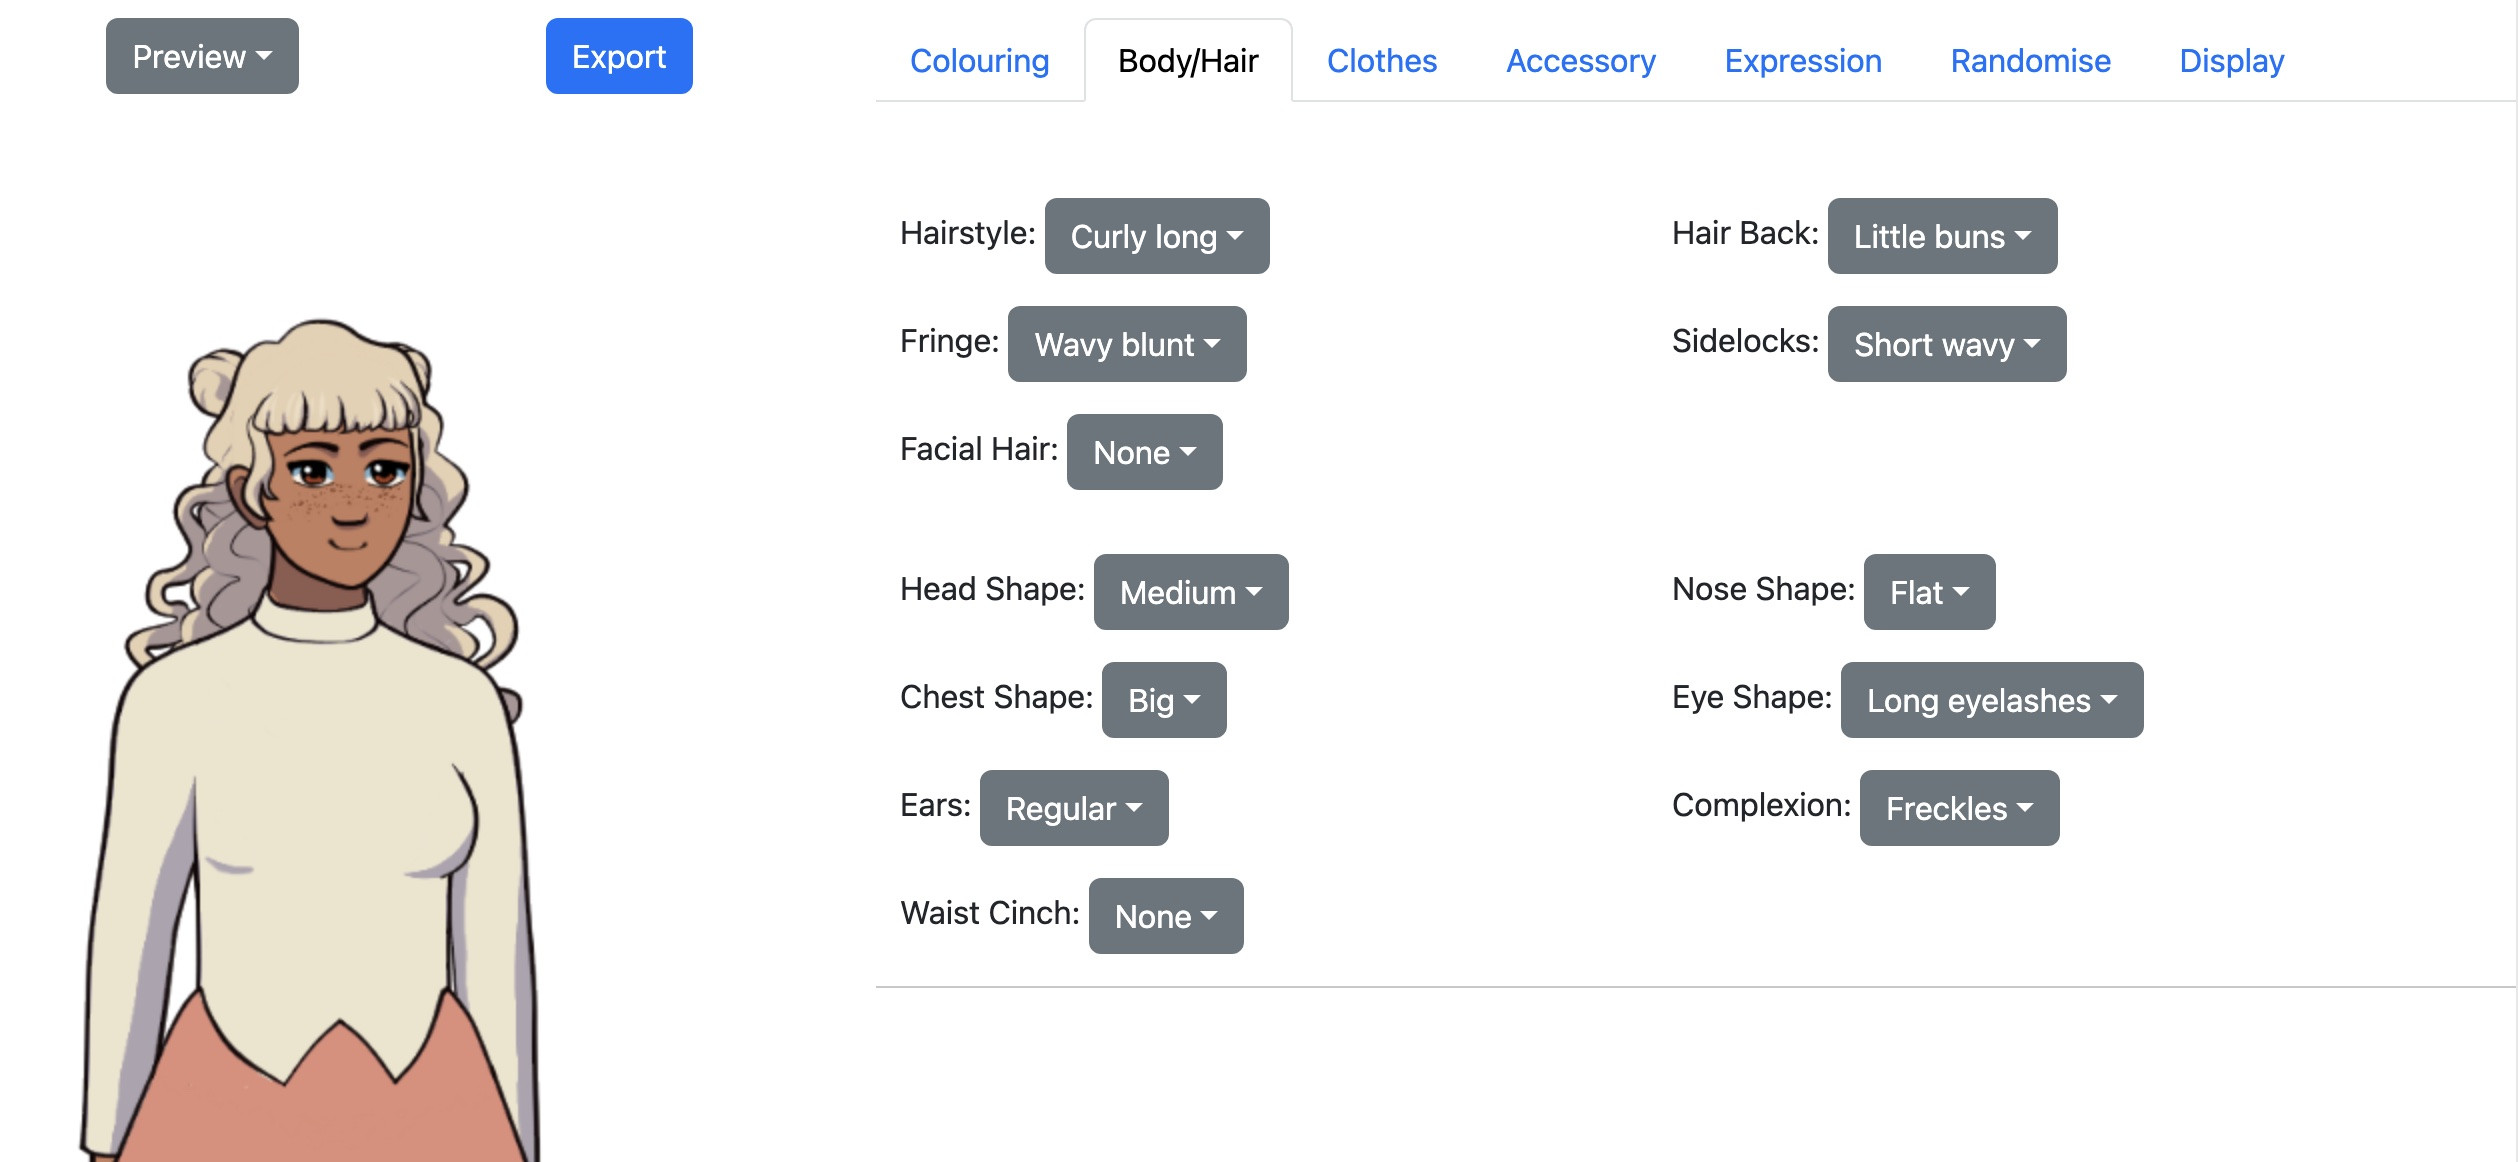 Preview Export
Colouring Body/Hair Clothes Accessory Expression Randomise Display
Hairstyle: Curly long Hair Back: Little buns
Fringe: Wavy blunt Sidelocks: Short wavy
Facial Hair: None
Head Shape: Medium Nose Shape: Flat
Chest Shape: Big Eye Shape: Long eyelashes
Ears: Regular Complexion: Freckles
Waist Cinch: None